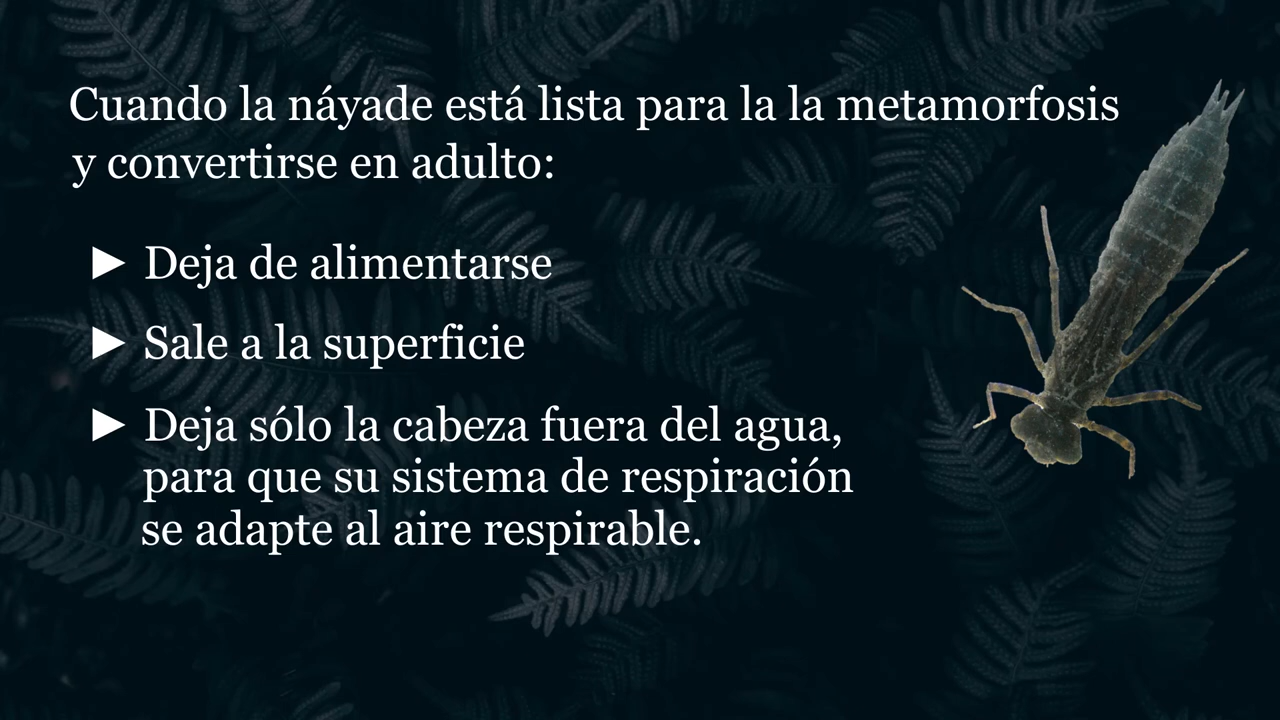 Cuando la náyade está lista para la la metamorfosis
y convertirse en adulto:
► Deja de alimentarse
► Sale a la superficie
► Deja sólo la cabeza fuera del agua,
para que su sistema de respiración
se adapte al aire respirable.